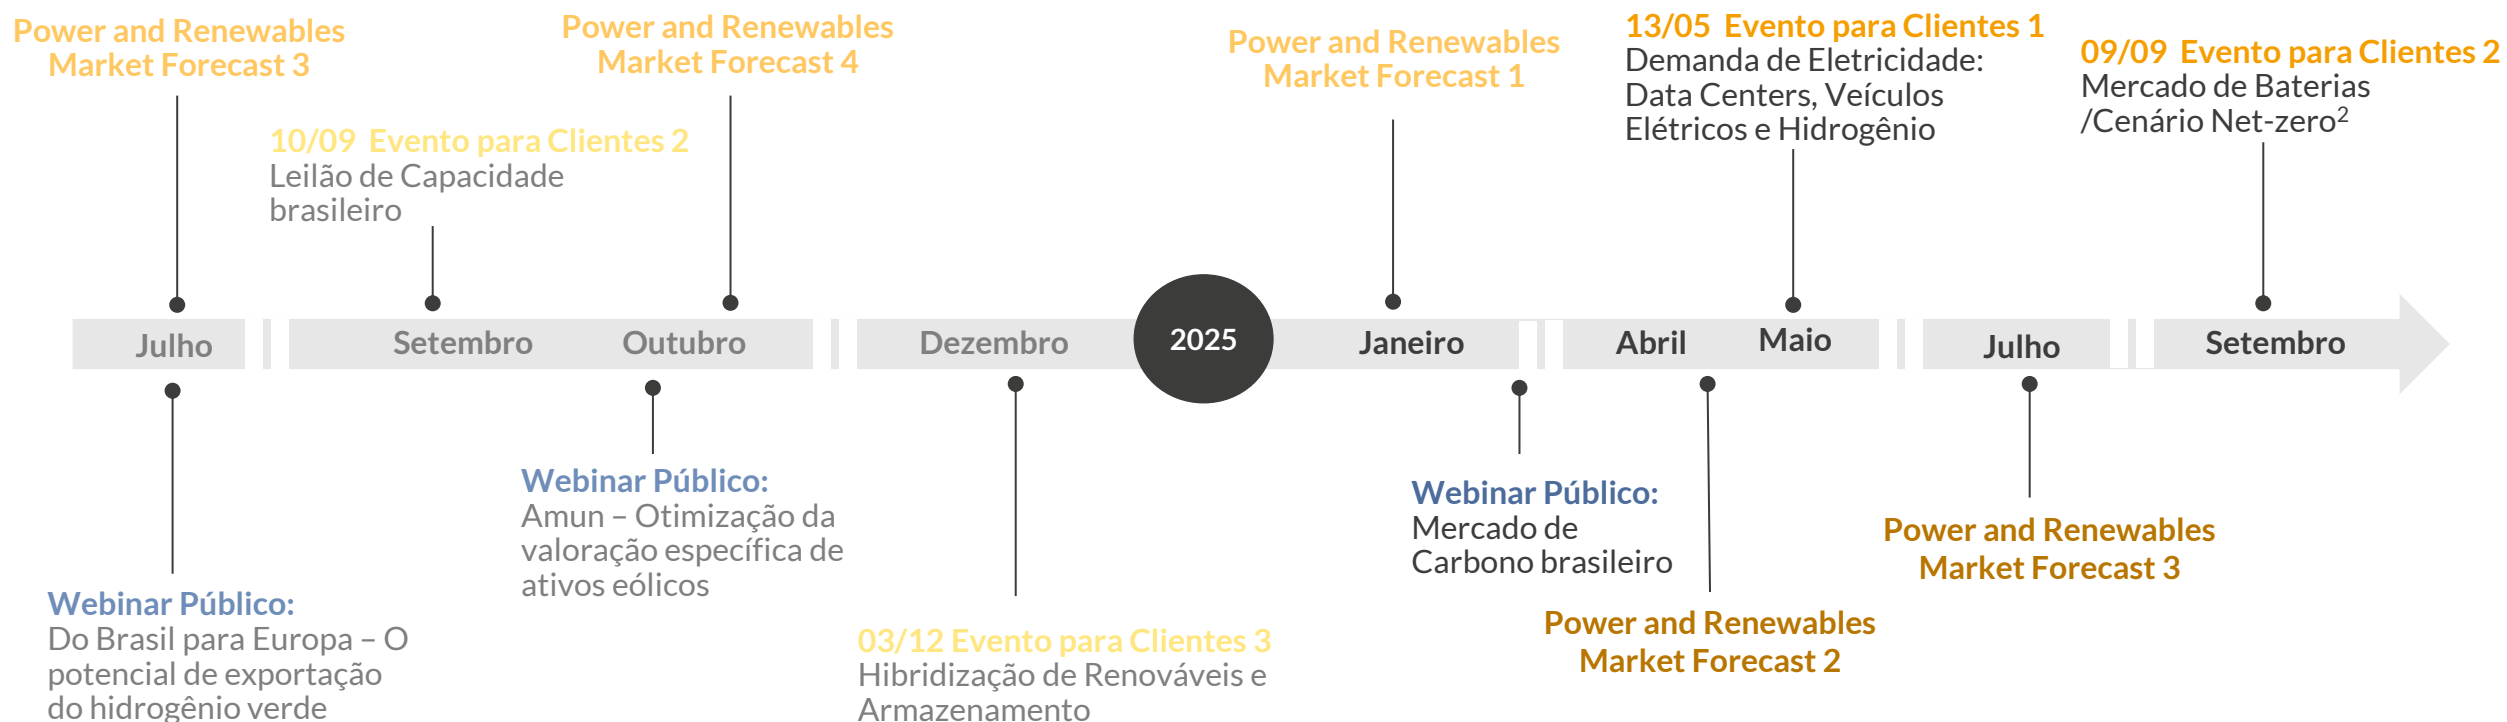 Power and Renewables
Market Forecast 3
10/09  Evento para Clientes 2
Leilão de Capacidade
brasileiro
Power and Renewables
Market Forecast 4
Power and Renewables
Market Forecast 1
13/05  Evento para Clientes 1
Demanda de Eletricidade:
Data Centers, Veículos
Elétricos e Hidrogênio
09/09  Evento para Clientes 2
Mercado de Baterias
/Cenário Net-zero²
Julho
Setembro
Outubro
Dezembro
2025
Janeiro
Abril
Maio
Julho
Setembro
Webinar Público:
Do Brasil para Europa – O
potencial de exportação
do hidrogênio verde
Webinar Público:
Amun – Otimização da
valoração específica de
ativos eólicos
03/12 Evento para Clientes 3
Hibridização de Renováveis e
Armazenamento
Webinar Público:
Mercado de
Carbono brasileiro
Power and Renewables
Market Forecast 2
Power and Renewables
Market Forecast 3